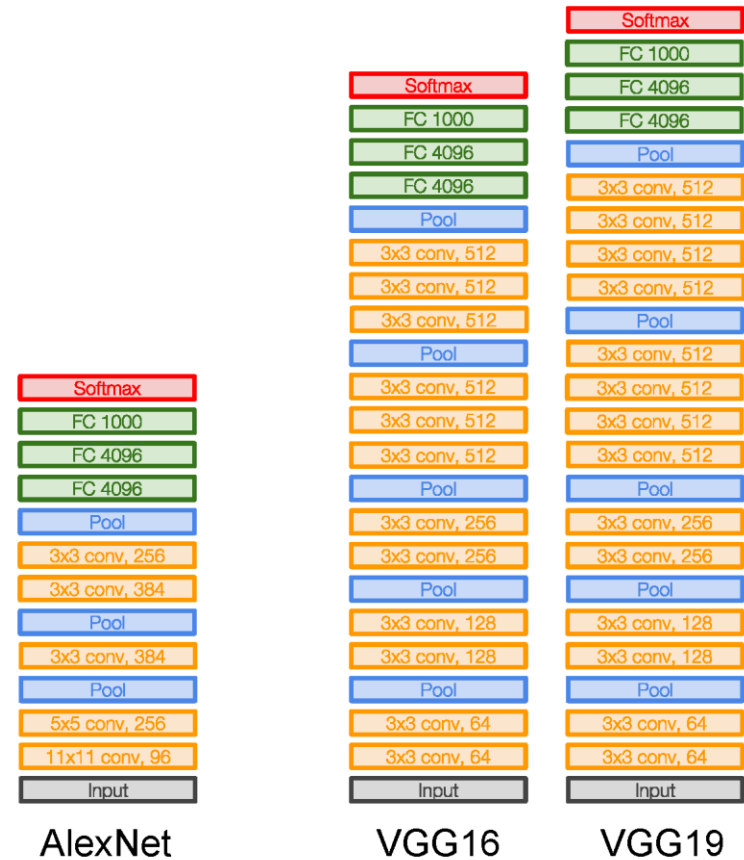 Softmax
FC 1000
FC 4096
FC 4096
Pool
3x3 conv, 256
3x3 conv, 384
Pool
3x3 conv, 384
Pool
5x5 conv, 256
11x11 conv, 96
Input
AlexNet
Softmax
FC 1000
FC 4096
FC 4096
Pool
3x3 conv, 512
3x3 conv, 512
3x3 conv, 512
Pool
3x3 conv, 512
3x3 conv, 512
3x3 conv, 512
Pool
3x3 conv, 256
3x3 conv, 256
Pool
3x3 conv, 128
3x3 conv, 128
Pool
3x3 conv, 64
3x3 conv, 64
Input
VGG16
Softmax
FC 1000
FC 4096
FC 4096
Pool
3x3 conv, 512
3x3 conv, 512
3x3 conv, 512
3x3 conv, 512
Pool
3x3 conv, 512
3x3 conv, 512
3x3 conv, 512
3x3 conv, 512
Pool
3x3 conv, 256
3x3 conv, 256
Pool
3x3 conv, 128
3x3 conv, 128
Pool
3x3 conv, 64
3x3 conv, 64
Input
VGG19